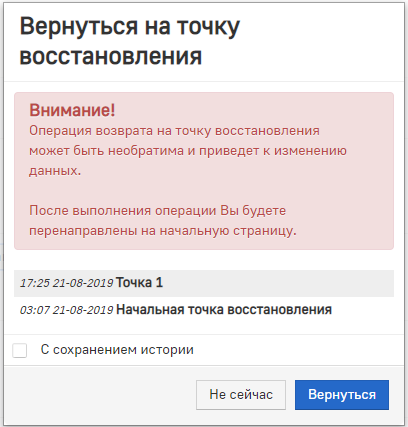 Вернуться на точку
восстановления
Внимание!
Операция возврата на точку восстановления
может быть необратима и приведет к изменению
данных.
После выполнения операции Вы будете
перенаправлены на начальную страницу.
17:25 21-08-2019 Точка 1
03:07 21-08-2019 Начальная точка восстановления
С сохранением истории
Не сейчас Вернуться